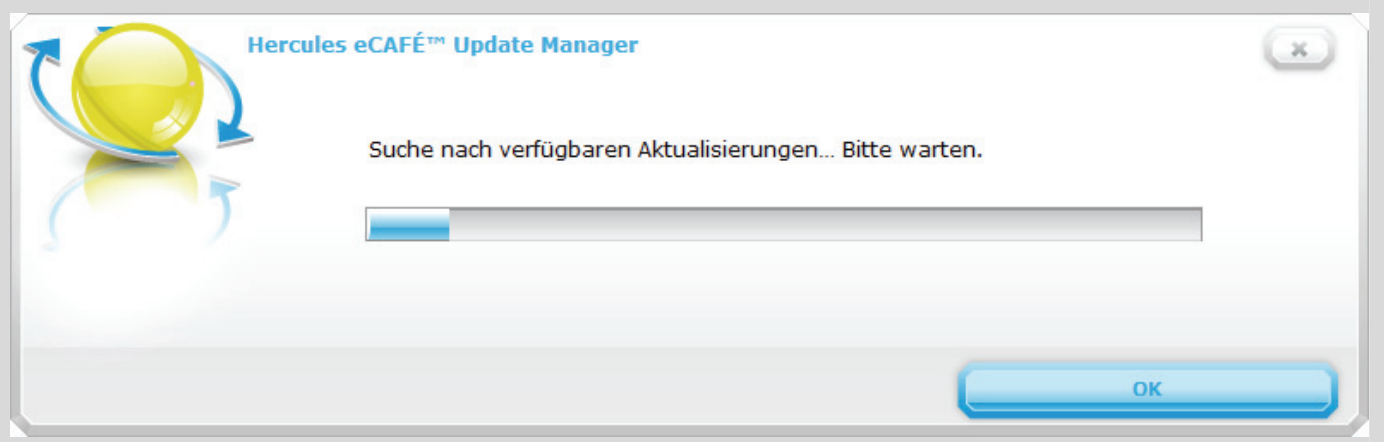 Hercules eCAFÉ™ Update Manager
Suche nach verfügbaren Aktualisierungen... Bitte warten.
OK